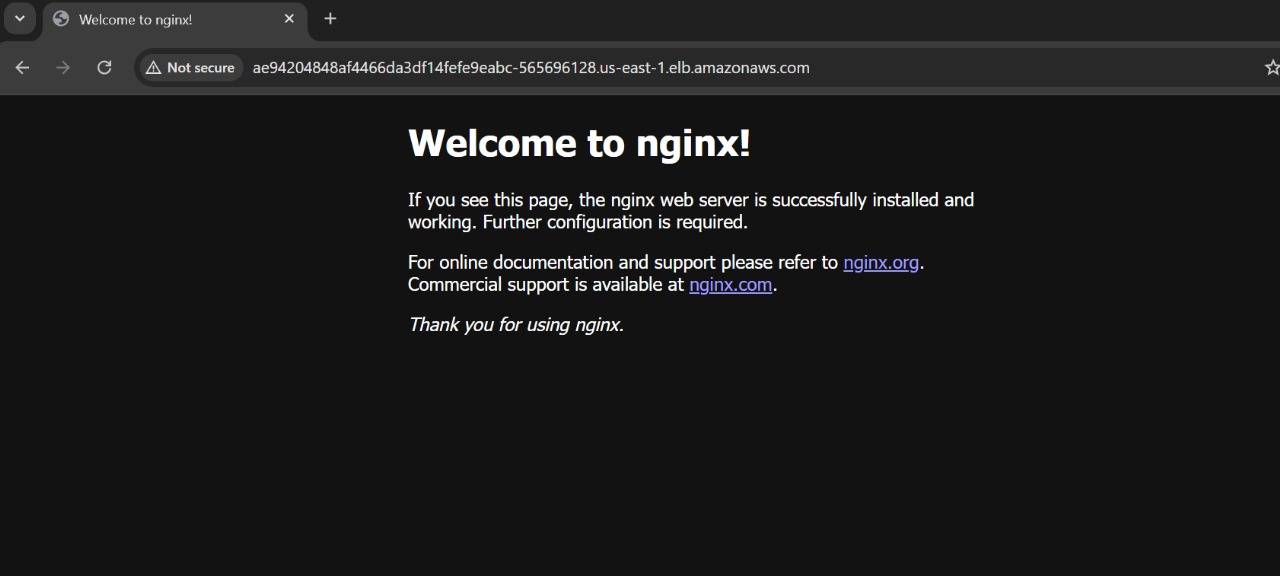 Welcome to nginx!
Not secure ae94204848af4466da3df14fefe9eabc-565696128.us-east-1.elb.amazonaws.com
Welcome to nginx!
If you see this page, the nginx web server is successfully installed and
working. Further configuration is required.
For online documentation and support please refer to nginx.org.
Commercial support is available at nginx.com.
Thank you for using nginx.